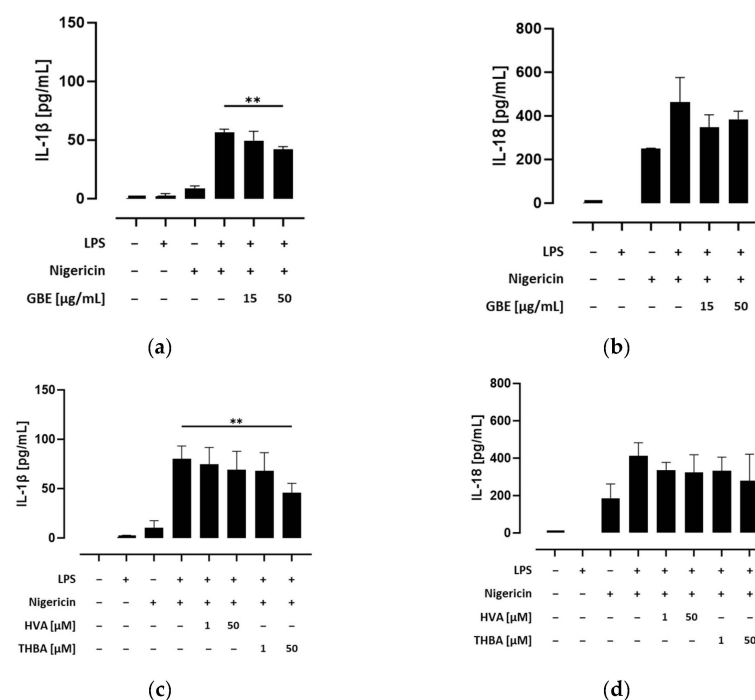 150
100
50
0
IL-1β [pg/mL]
**
LPS – + – + + +
Nigericin – – + + + +
GBE [µg/mL] – – – – 15 50
(a)
800
600
400
200
0
IL-18 [pg/mL]
LPS – + – + + +
Nigericin – – + + + +
GBE [µg/mL] – – – – 15 50
(b)
150
100
50
0
IL-1β [pg/mL]
**
LPS – + – + + + + +
Nigericin – – + + + + + +
HVA [µM] – – – – 1 50 – –
THBA [µM] – – – – – – 1 50
(c)
800
600
400
200
0
IL-18 [pg/mL]
LPS – + – + + + + +
Nigericin – – + + + + + +
HVA [µM] – – – – 1 50 – –
THBA [µM] – – – – – – 1 50
(d)